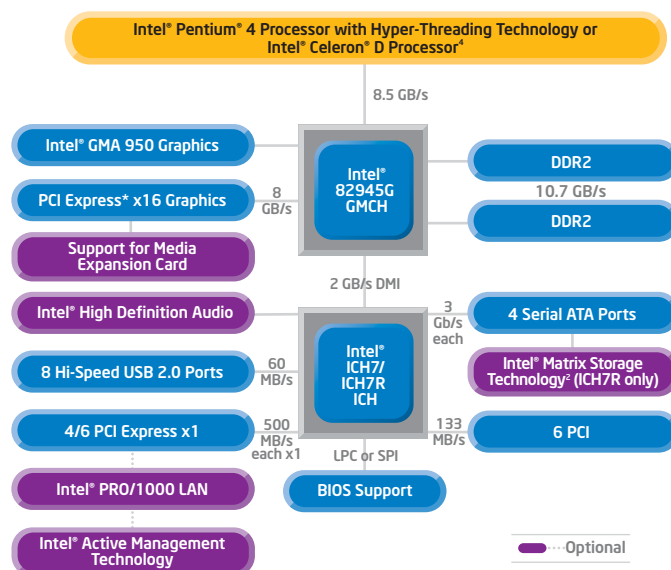 Intel® Pentium® 4 Processor with Hyper-Threading Technology or
Intel® Celeron® D Processor⁴
8.5 GB/s
Intel® GMA 950 Graphics
PCI Express* x16 Graphics
8
GB/s
Support for Media
Expansion Card
Intel®
82945G
GMCH
DDR2
10.7 GB/s
DDR2
2 GB/s DMI
Intel® High Definition Audio
8 Hi-Speed USB 2.0 Ports
60
MB/s
4/6 PCI Express x1
500
MB/s
each x1
Intel®
ICH7/
ICH7R
ICH
3
Gb/s
each
4 Serial ATA Ports
Intel® Matrix Storage
Technology² (ICH7R only)
133
MB/s
6 PCI
LPC or SPI
BIOS Support
Intel® PRO/1000 LAN
Intel® Active Management
Technology
Optional